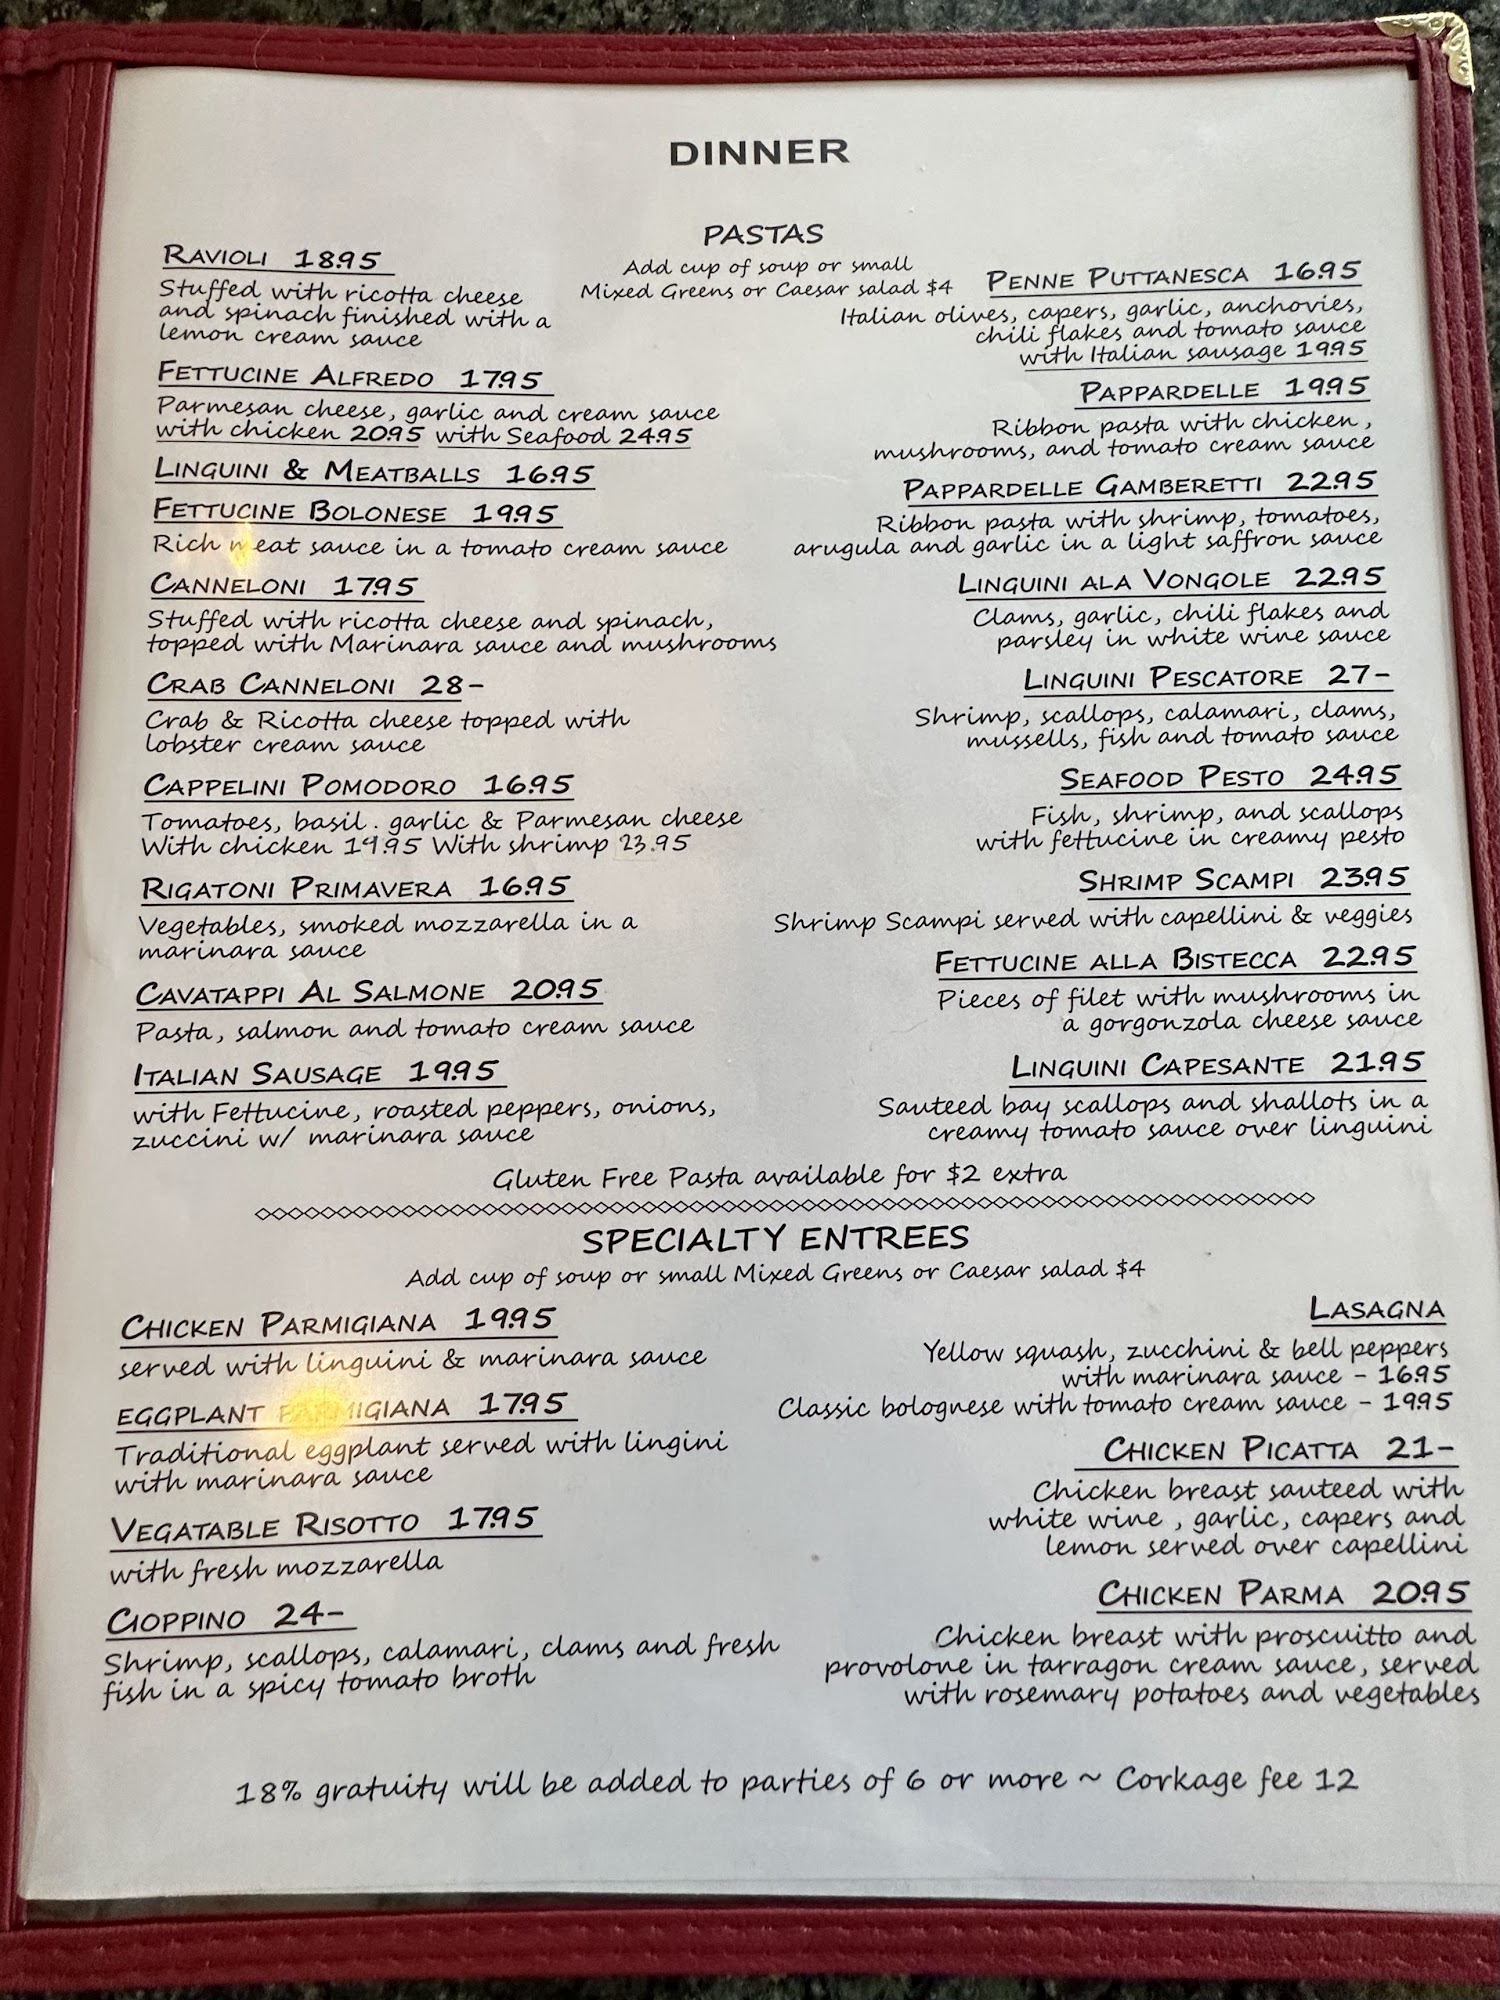 DINNER
PASTAS
Add cup of soup or small
Mixed Greens or Caesar salad $4
RAVIOLI 18.95
Stuffed with ricotta cheese
and spinach finished with a
lemon cream sauce
FETTUCINE ALFREDO 17.95
Parmesan cheese, garlic and cream sauce
with chicken 20.95 with Seafood 24.95
LINGUINI & MEATBALLS 16.95
FETTUCINE BOLONESE 19.95
Rich meat sauce in a tomato cream sauce
CANNELONI 17.95
Stuffed with ricotta cheese and spinach,
topped with Marinara sauce and mushrooms
CRAB CANNELONI 28-
Crab & Ricotta cheese topped with
lobster cream sauce
CAPPELINI POMODORO 16.95
Tomatoes, basil. garlic & Parmesan cheese
With chicken 19.95 With shrimp 23.95
RIGATONI PRIMAVERA 16.95
Vegetables, smoked mozzarella in a
marinara sauce
CAVATAPPI AL SALMONE 20.95
Pasta, salmon and tomato cream sauce
ITALIAN SAUSAGE 19.95
with Fettucine, roasted peppers, onions,
zuccini w/ marinara sauce
PENNE PUTTANESCA 16.95
Italian olives, capers, garlic, anchovies,
chili flakes and tomato sauce
with Italian sausage 19.95
PAPPARDELLE 19.95
Ribbon pasta with chicken,
mushrooms, and tomato cream sauce
PAPPARDELLE GAMBERETTI 22.95
Ribbon pasta with shrimp, tomatoes,
arugula and garlic in a light saffron sauce
LINGUINI ALA VONGOLE 22.95
Clams, garlic, chili flakes and
parsley in white wine sauce
LINGUINI PESCATORE 27-
Shrimp, scallops, calamari, clams,
mussells, fish and tomato sauce
SEAFOOD PESTO 24.95
Fish, shrimp, and scallops
with fettucine in creamy pesto
SHRIMP SCAMPI 23.95
Shrimp Scampi served with capellini & veggies
FETTUCINE ALLA BISTECCA 22.95
Pieces of filet with mushrooms in
a gorgonzola cheese sauce
LINGUINI CAPESANTE 21.95
Sauteed bay scallops and shallots in a
creamy tomato sauce over linguini
Gluten Free Pasta available for $2 extra
SPECIALTY ENTREES
Add cup of soup or small Mixed Greens or Caesar salad $4
CHICKEN PARMIGIANA 19.95
served with linguini & marinara sauce
EGGPLANT PARMIGIANA 17.95
Traditional eggplant served with lingini
with marinara sauce
VEGATABLE RISOTTO 17.95
with fresh mozzarella
CIOPPINO 24-
Shrimp, scallops, calamari, clams and fresh
fish in a spicy tomato broth
LASAGNA
Yellow squash, zucchini & bell peppers
with marinara sauce - 16.95
Classic bolognese with tomato cream sauce - 19.95
CHICKEN PICATTA 21-
Chicken breast sauteed with
white wine, garlic, capers and
lemon served over capellini
CHICKEN PARMA 20.95
Chicken breast with proscuitto and
provolone in tarragon cream sauce, served
with rosemary potatoes and vegetables
18% gratuity will be added to parties of 6 or more ~ Corkage fee 12